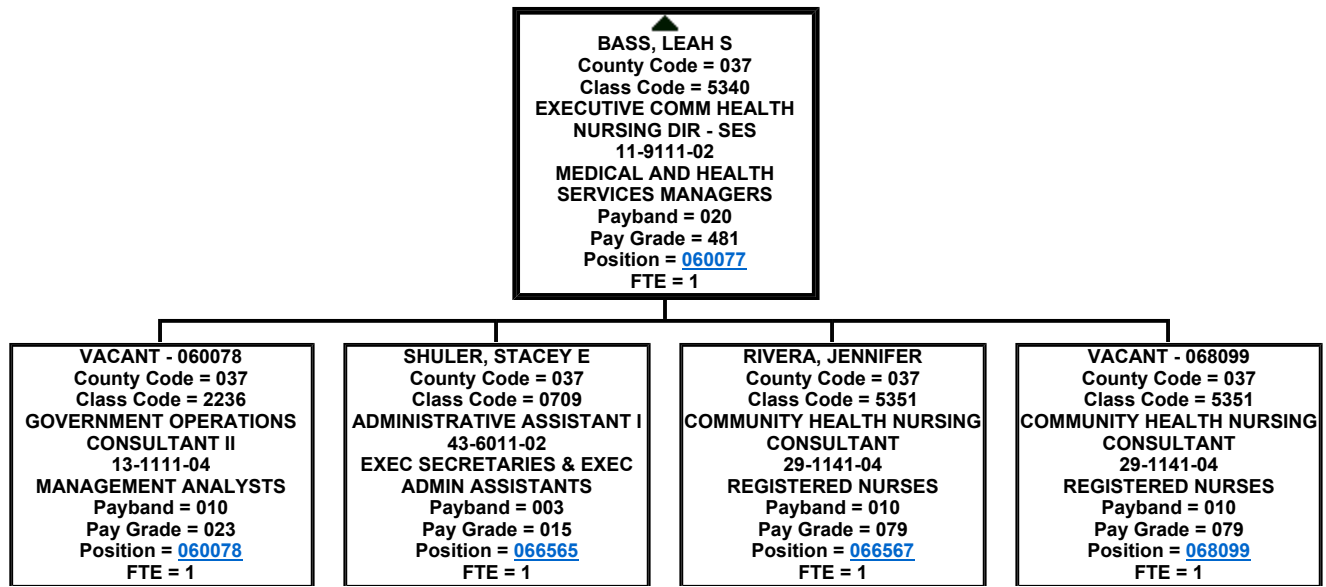 BASS, LEAH S
County Code = 037
Class Code = 5340
EXECUTIVE COMM HEALTH
NURSING DIR - SES
11-9111-02
MEDICAL AND HEALTH
SERVICES MANAGERS
Payband = 020
Pay Grade = 481
Position = 060077
FTE = 1
VACANT - 060078
County Code = 037
Class Code = 2236
GOVERNMENT OPERATIONS
CONSULTANT II
13-1111-04
MANAGEMENT ANALYSTS
Payband = 010
Pay Grade = 023
Position = 060078
FTE = 1
SHULER, STACEY E
County Code = 037
Class Code = 0709
ADMINISTRATIVE ASSISTANT I
43-6011-02
EXEC SECRETARIES & EXEC
ADMIN ASSISTANTS
Payband = 003
Pay Grade = 015
Position = 066565
FTE = 1
RIVERA, JENNIFER
County Code = 037
Class Code = 5351
COMMUNITY HEALTH NURSING
CONSULTANT
29-1141-04
REGISTERED NURSES
Payband = 010
Pay Grade = 079
Position = 066567
FTE = 1
VACANT - 068099
County Code = 037
Class Code = 5351
COMMUNITY HEALTH NURSING
CONSULTANT
29-1141-04
REGISTERED NURSES
Payband = 010
Pay Grade = 079
Position = 068099
FTE = 1